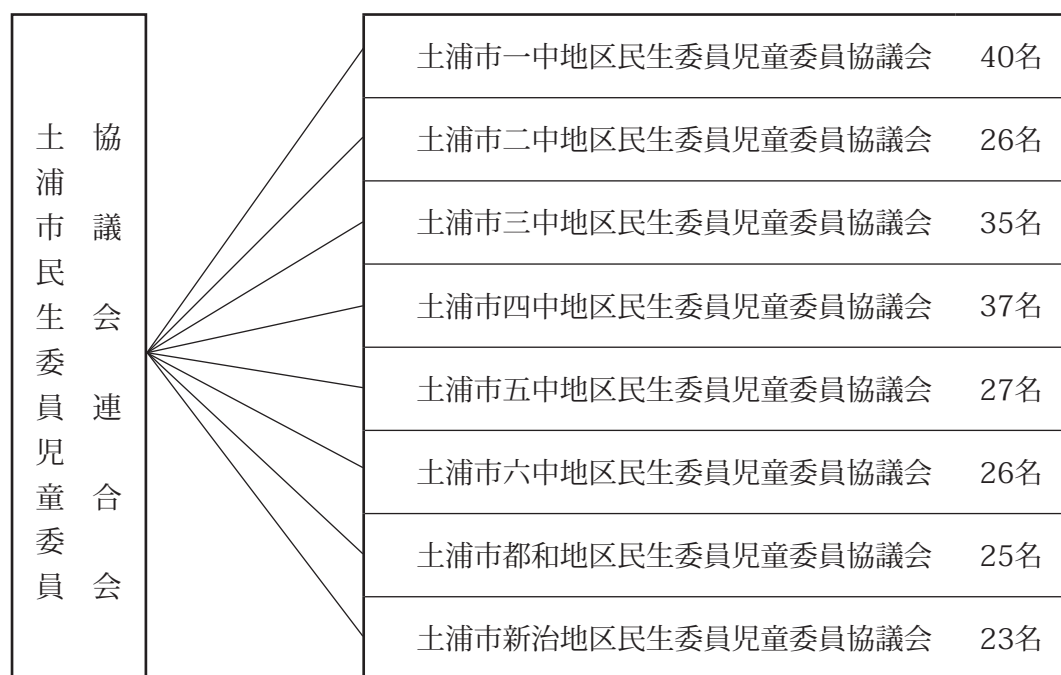 土浦市民生委員児童委員
協議会連合会
土浦市一中地区民生委員児童委員協議会 40名
土浦市二中地区民生委員児童委員協議会 26名
土浦市三中地区民生委員児童委員協議会 35名
土浦市四中地区民生委員児童委員協議会 37名
土浦市五中地区民生委員児童委員協議会 27名
土浦市六中地区民生委員児童委員協議会 26名
土浦市都和地区民生委員児童委員協議会 25名
土浦市新治地区民生委員児童委員協議会 23名